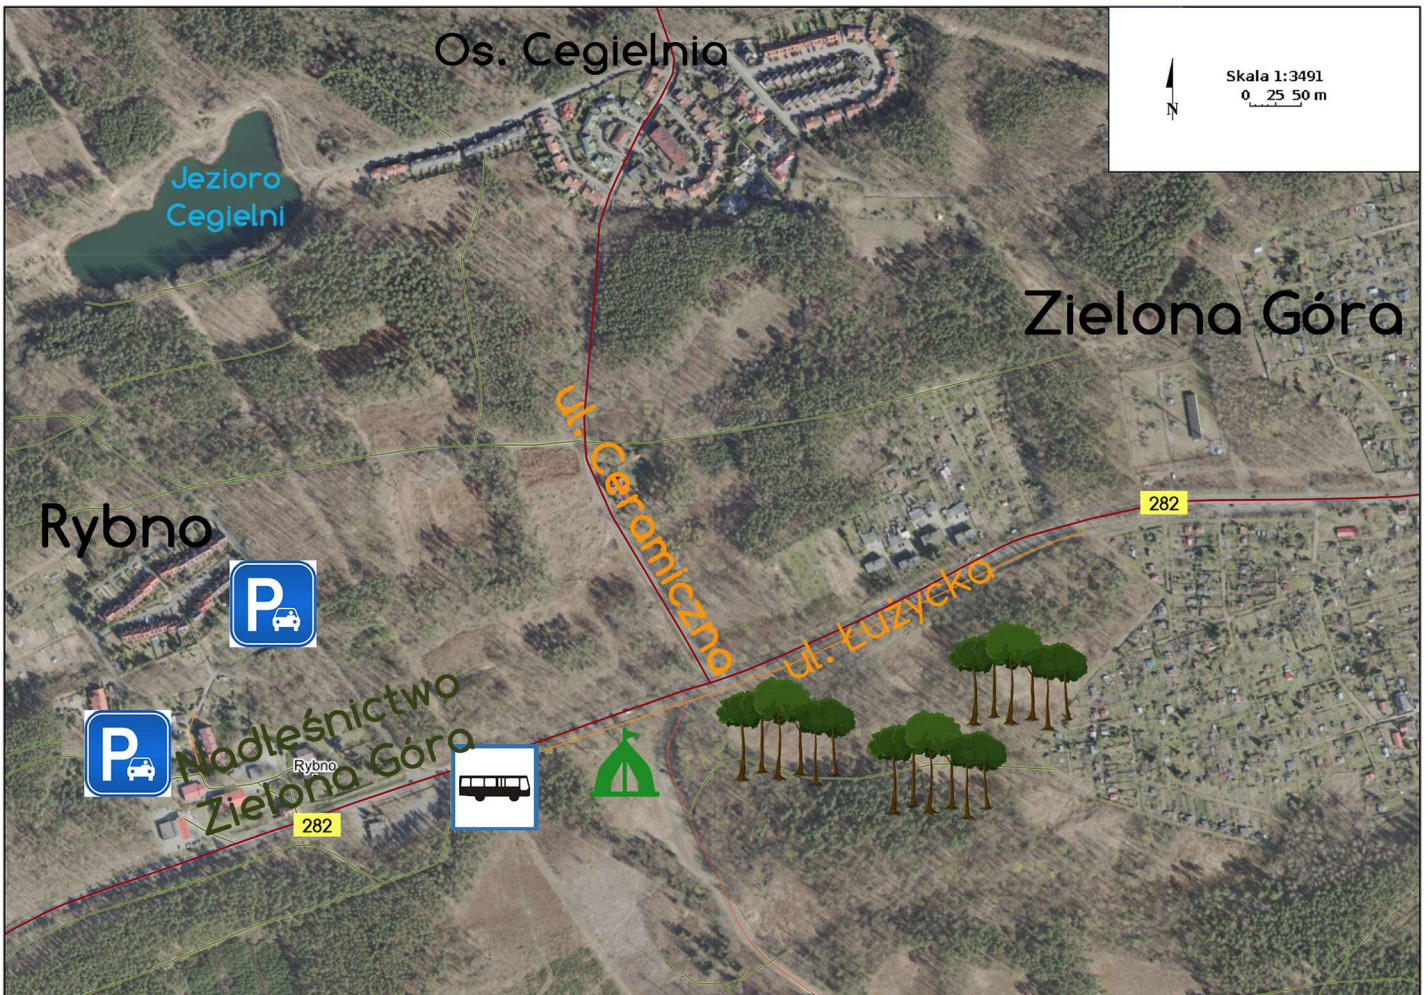 Os. Cegielnia
N
Skala 1:3491
0 25 50 m
Jezioro
Cegielni
Zielona Góra
ul. Ceramiczno
282
Rybno
P
ul. Łużycka
P
Nadleśnictwo
Zielona Góra
Rybno
282